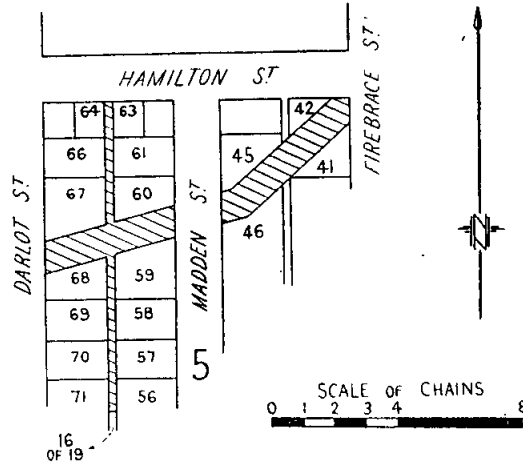 HAMILTON ST
FIREBRACE ST
DARLOT ST
MADDEN ST
64 63
42
66 61
45
41
67 60
46
68 59
69 58
70 57
5
71 56
16
OF 19
SCALE OF CHAINS
0 1 2 3 4 8